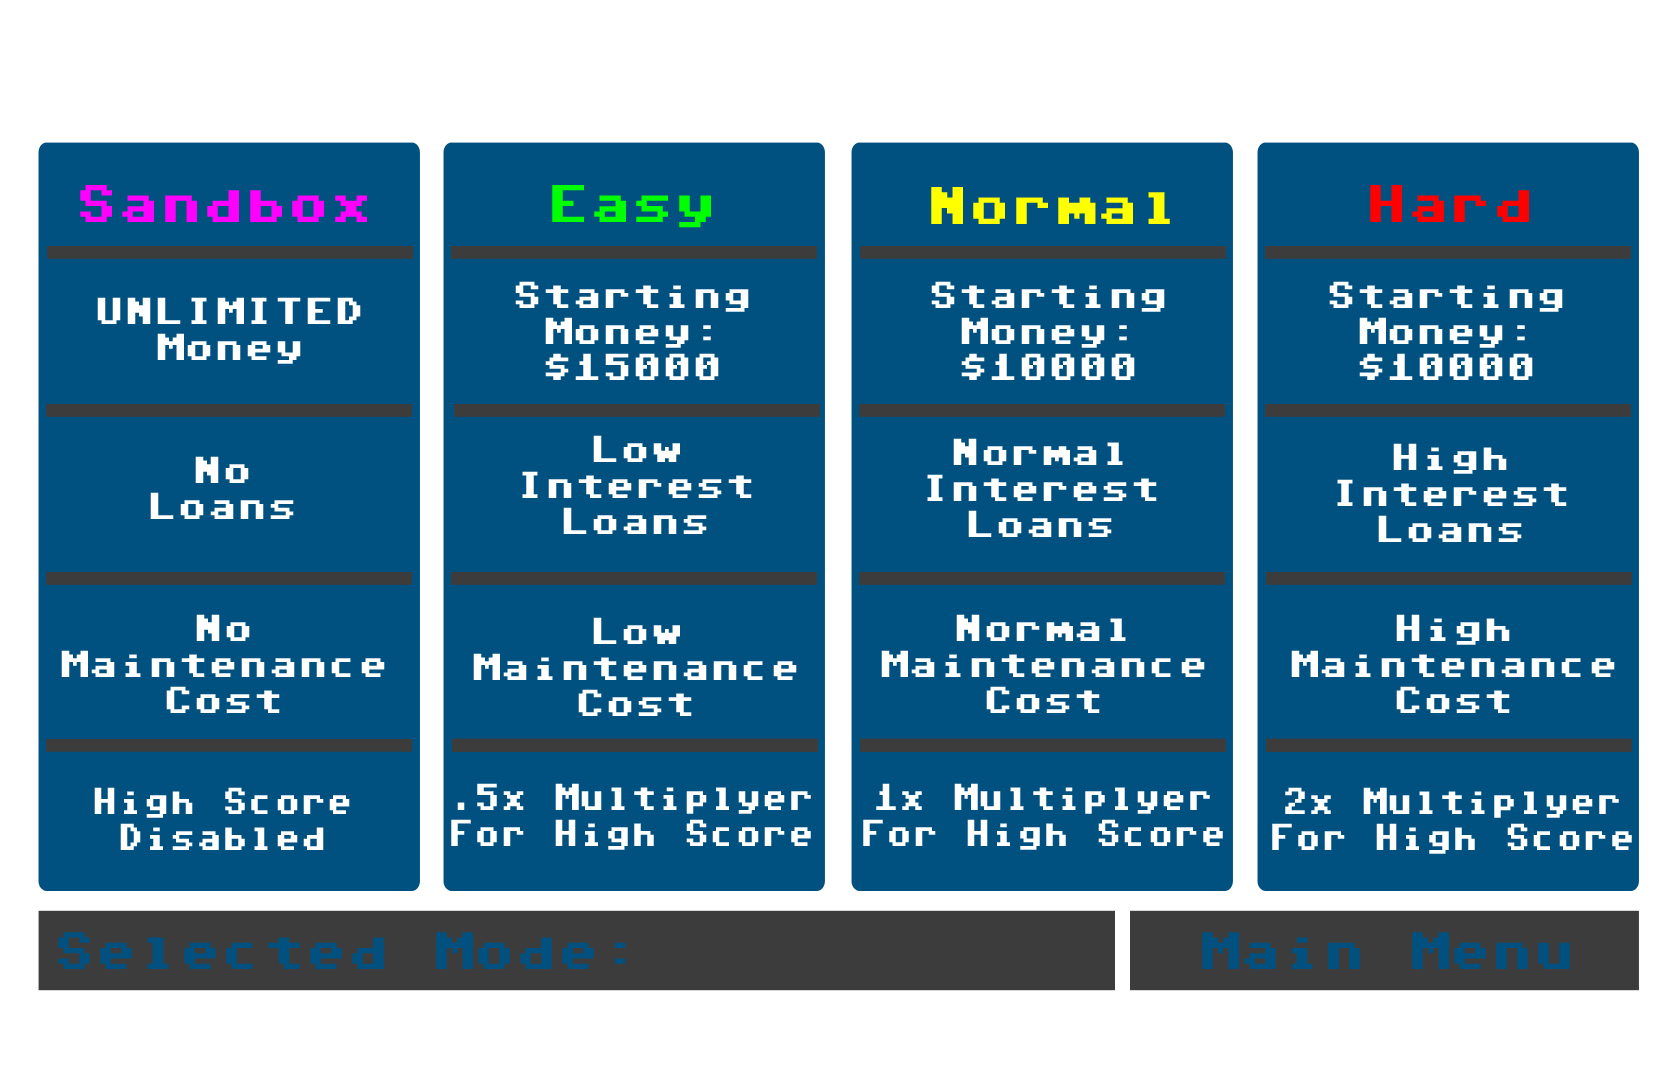 Sandbox
UNLIMITED
Money
No
Loans
No
Maintenance
Cost
High Score
Disabled
Easy
Starting
Money:
$15000
Low
Interest
Loans
Low
Maintenance
Cost
.5x Multiplyer
For High Score
Normal
Starting
Money:
$10000
Normal
Interest
Loans
Normal
Maintenance
Cost
1x Multiplyer
For High Score
Hard
Starting
Money:
$10000
High
Interest
Loans
High
Maintenance
Cost
2x Multiplyer
For High Score
Selected Mode:
Main Menu